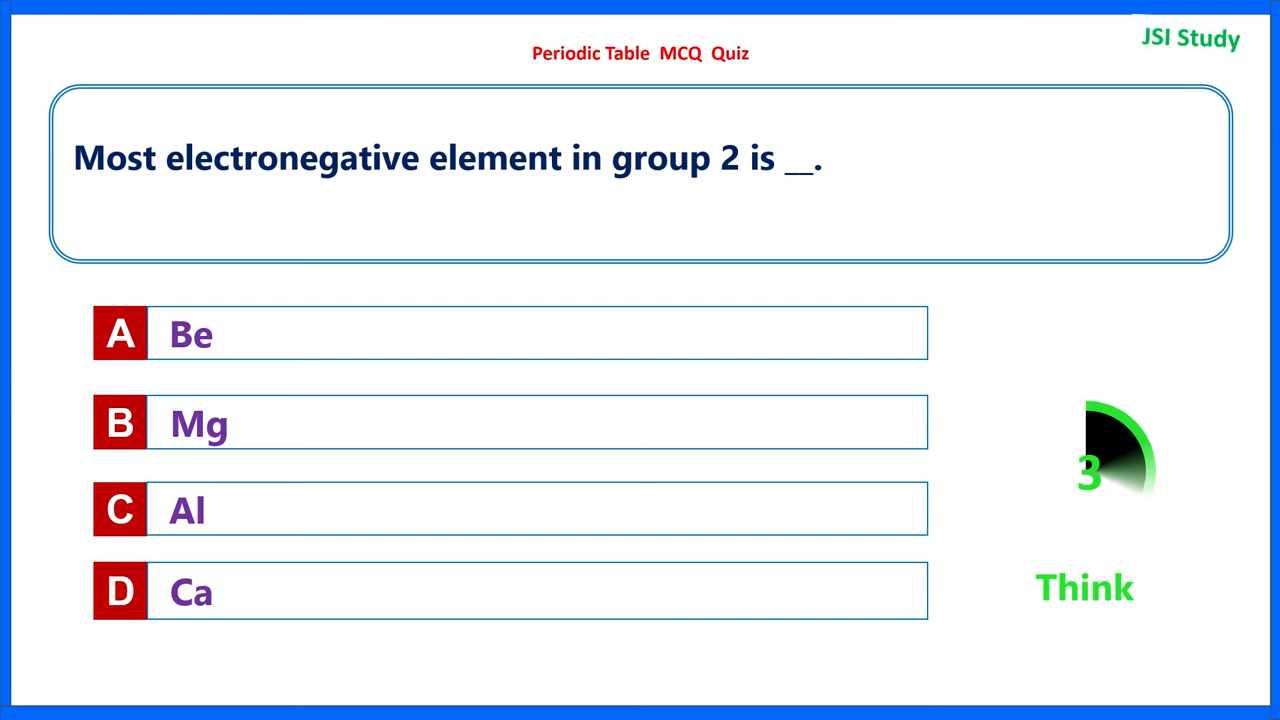 JSI Study
Periodic Table MCQ Quiz
Most electronegative element in group 2 is __.
A Be
B Mg
C Al
D Ca
3
Think